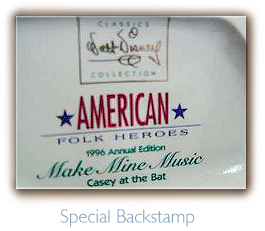 CLASSICS
Walt Disney
COLLECTION
AMERICAN
FOLK HEROES
1996 Annual Edition
Make Mine Music
Casey at the Bat
Special Backstamp